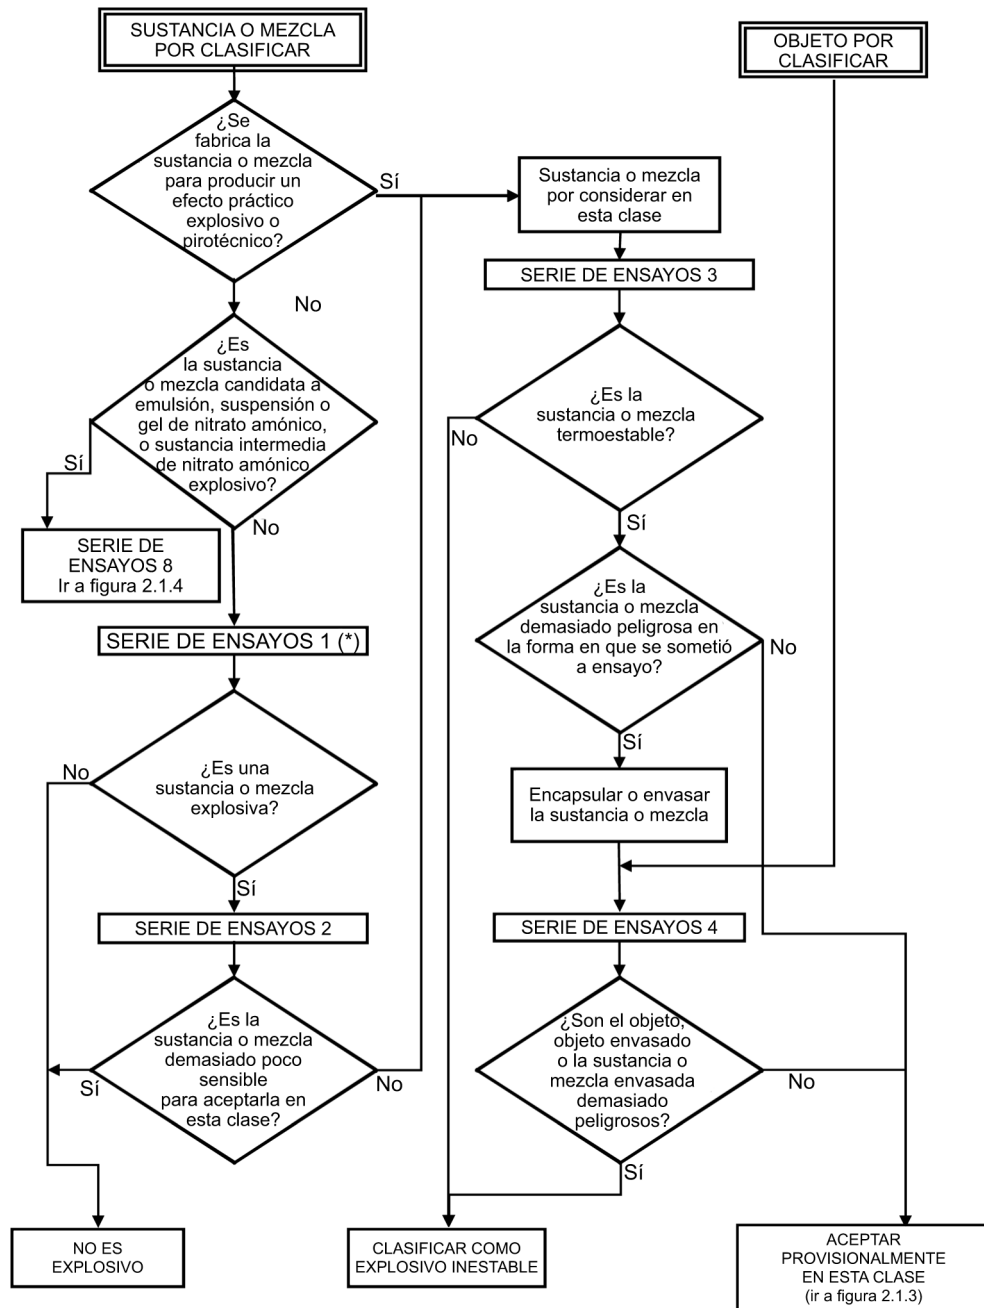 SUSTANCIA O MEZCLA
POR CLASIFICAR
OBJETO POR
CLASIFICAR
¿Se
fabrica la
sustancia o mezcla
para producir un
efecto práctico
explosivo o
pirotécnico?
Sí
No
Sustancia o mezcla
por considerar en
esta clase
SERIE DE ENSAYOS 3
¿Es
la sustancia
o mezcla candidata a
emulsión, suspensión o
gel de nitrato amónico,
o sustancia intermedia
de nitrato amónico
explosivo?
Sí
No
SERIE DE
ENSAYOS 8
Ir a figura 2.1.4
¿Es la
sustancia o mezcla
termoestable?
No
Sí
SERIE DE ENSAYOS 1 (*)
¿Es la
sustancia o mezcla
demasiado peligrosa en
la forma en que se sometió
a ensayo?
No
Sí
¿Es una
sustancia o mezcla
explosiva?
No
Sí
Encapsular o envasar
la sustancia o mezcla
SERIE DE ENSAYOS 2
SERIE DE ENSAYOS 4
¿Es la
sustancia o mezcla
demasiado poco
sensible
para aceptarla en
esta clase?
Sí
No
¿Son el objeto,
objeto envasado
o la sustancia o
mezcla envasada
demasiado
peligrosos?
No
Sí
NO ES
EXPLOSIVO
CLASIFICAR COMO
EXPLOSIVO INESTABLE
ACEPTAR
PROVISIONALMENTE
EN ESTA CLASE
(ir a figura 2.1.3)